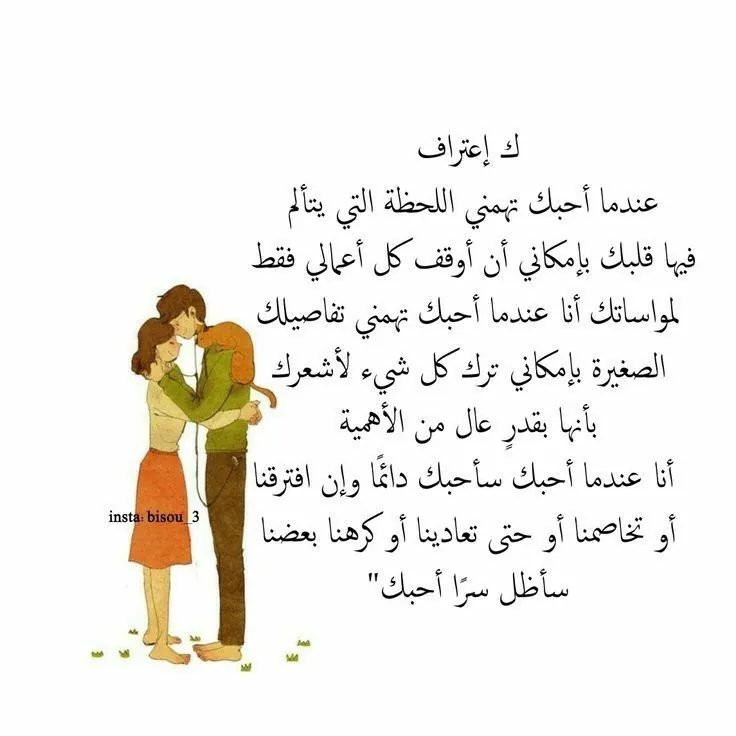 ك إعتراف
عندما أحبك تهمني اللحظة التي يتألم
فيها قلبك بإمكاني أن أوقف كل أعمالي فقط
لمواساتك أنا عندما أحبك تهمني تفاصيلك
الصغيرة بإمكاني ترك كل شيء لأشعرك
بأنها بقدرٍ عال من الأهمية
أنا عندما أحبك سأحبك دائمًا وإن افترقنا
أو تخاصمنا أو حتى تعادينا أو كرهنا بعضنا
سأظل سرًا أحبك"
insta: bisou_3